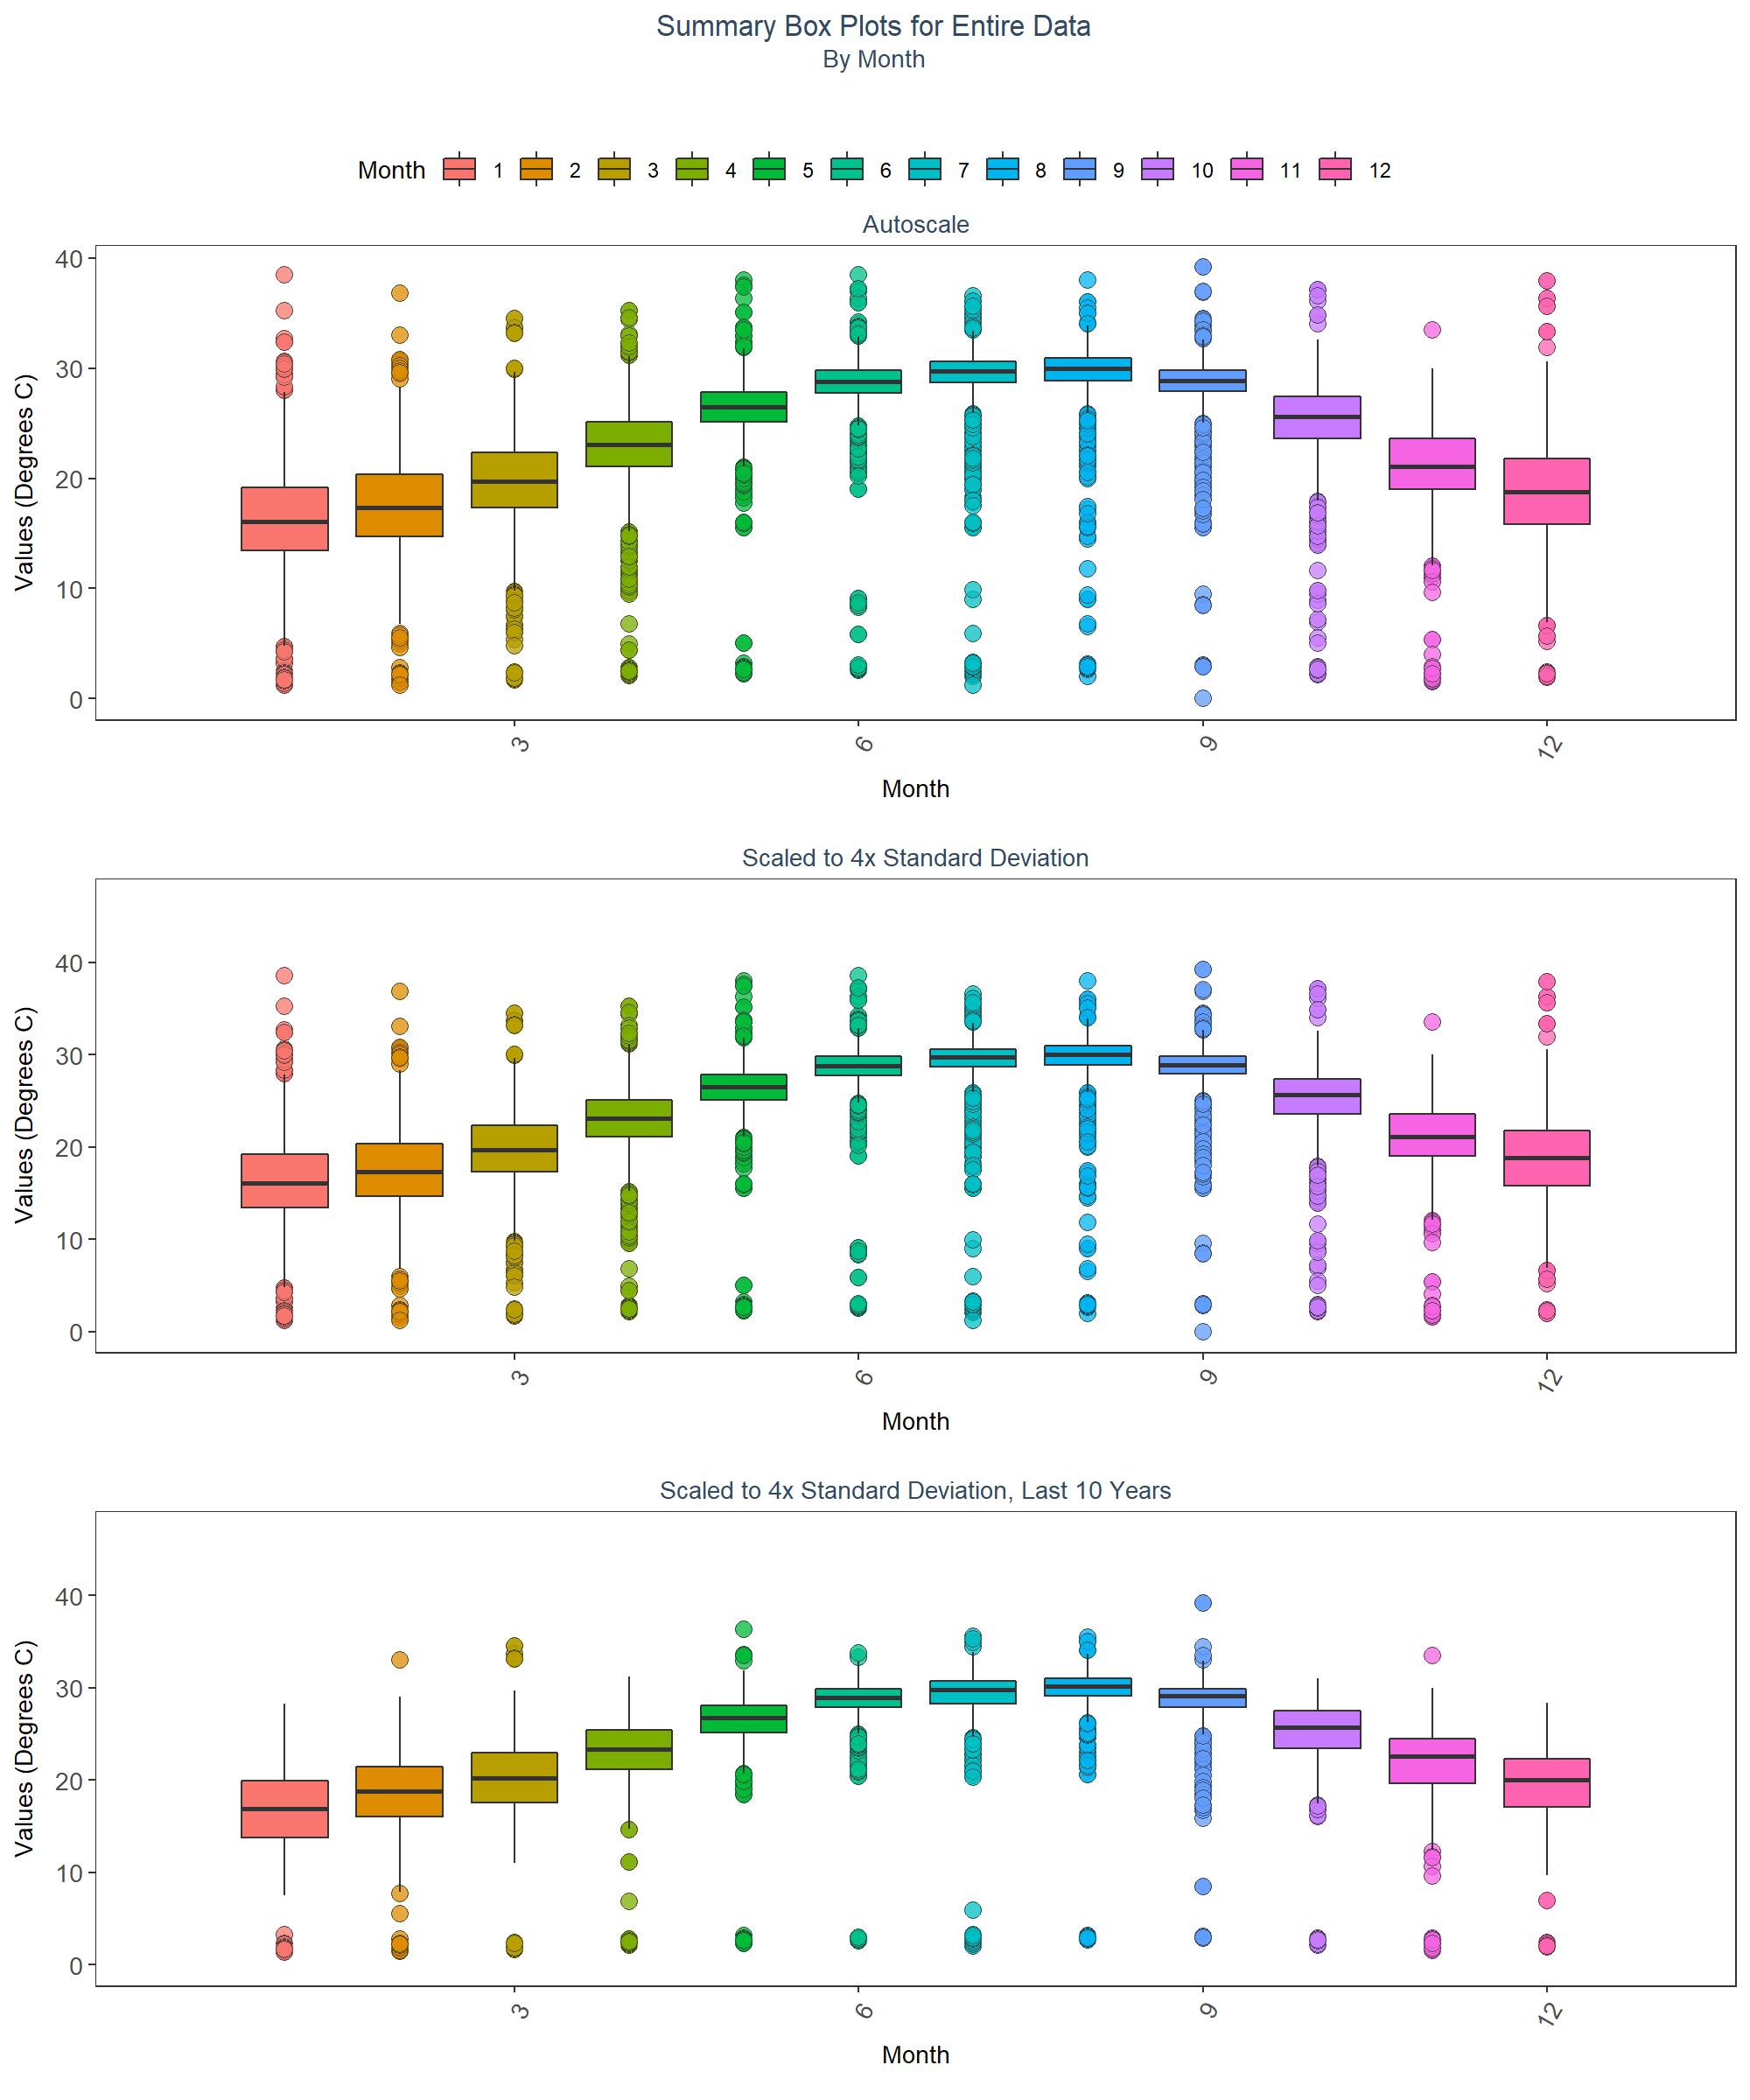 Summary Box Plots for Entire Data
By Month
Month 1 2 3 4 5 6 7 8 9 10 11 12
Autoscale
Values (Degrees C)
40
30
20
10
0
3 6 9 12
Month
Scaled to 4x Standard Deviation
Values (Degrees C)
40
30
20
10
0
3 6 9 12
Month
Scaled to 4x Standard Deviation, Last 10 Years
Values (Degrees C)
40
30
20
10
0
3 6 9 12
Month